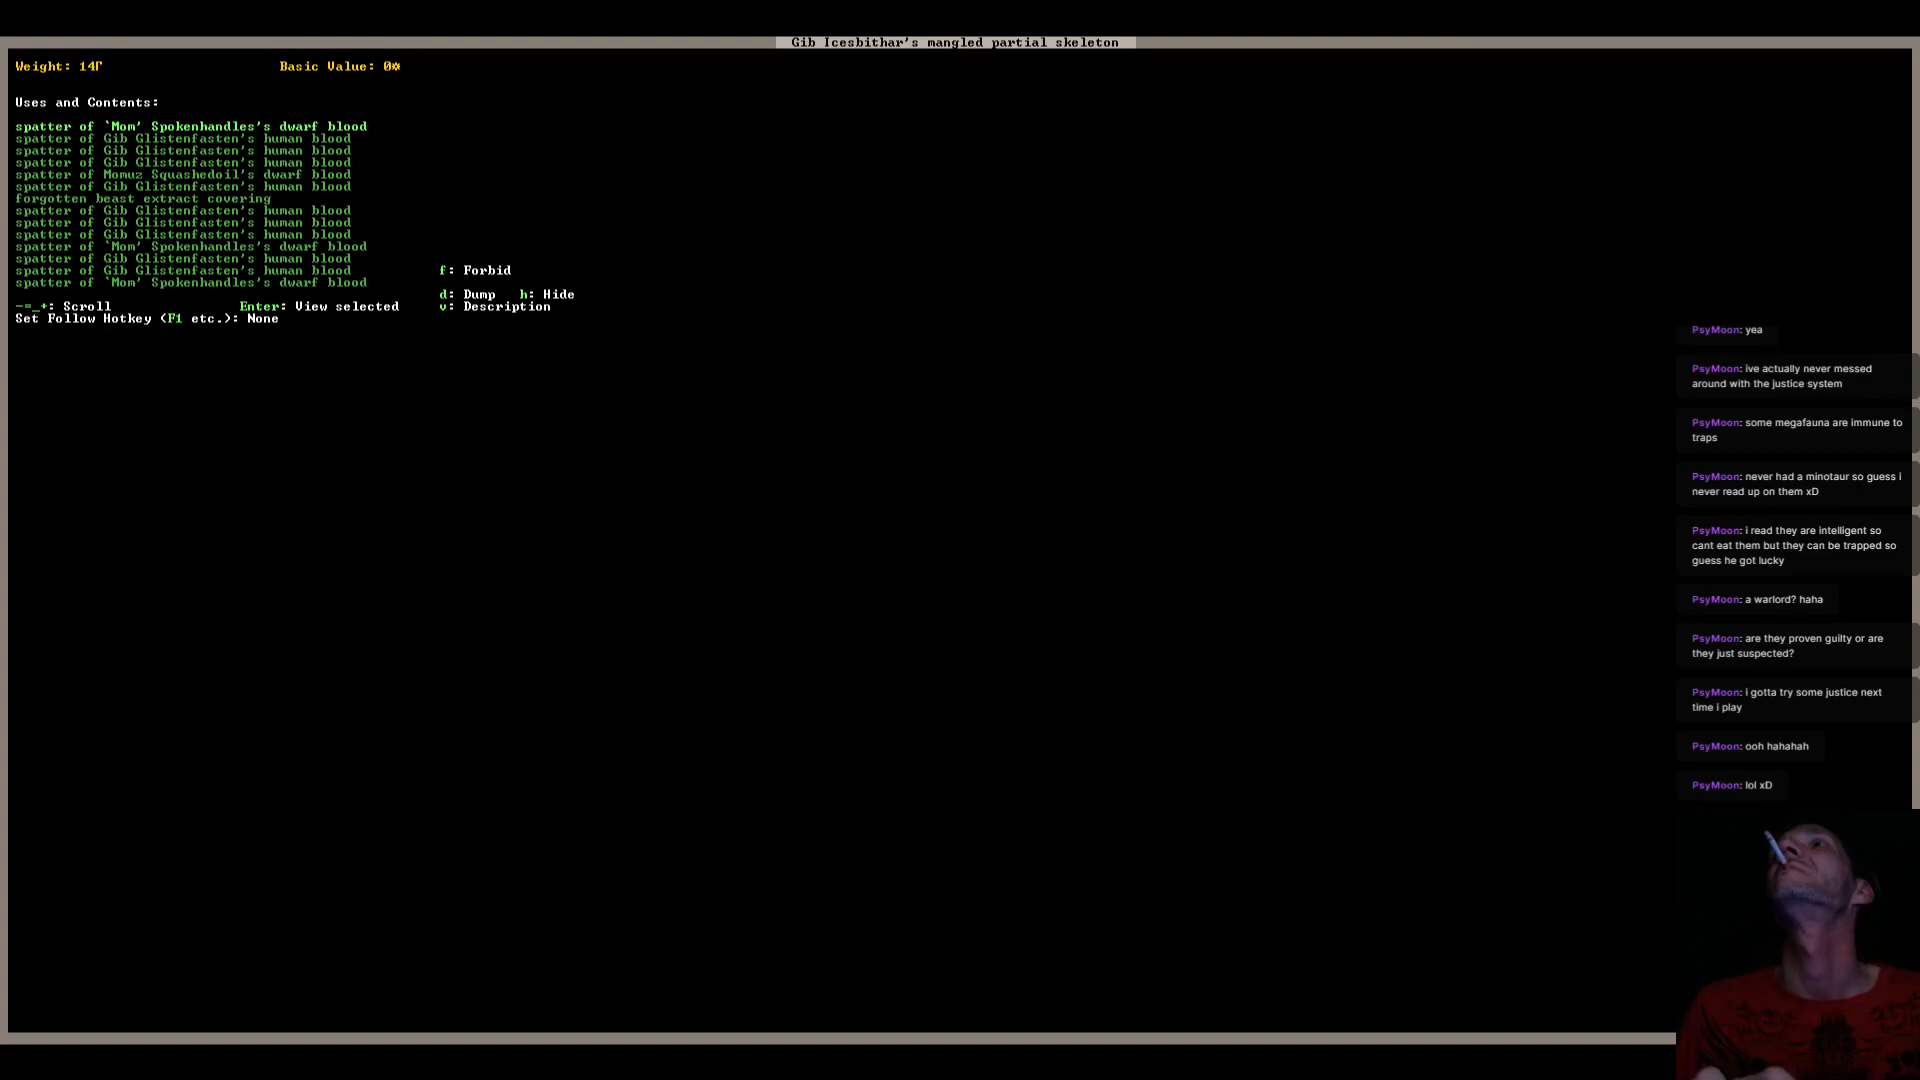 Gib Icesbithar's mangled partial skeleton
Weight: 14Γ Basic Value: 0☼
Uses and Contents:
spatter of `Mom' Spokenhandles's dwarf blood
spatter of Gib Glistenfasten's human blood
spatter of Gib Glistenfasten's human blood
spatter of Gib Glistenfasten's human blood
spatter of Momuz Squashedoil's dwarf blood
spatter of Gib Glistenfasten's human blood
forgotten beast extract covering
spatter of Gib Glistenfasten's human blood
spatter of Gib Glistenfasten's human blood
spatter of Gib Glistenfasten's human blood
spatter of `Mom' Spokenhandles's dwarf blood
spatter of Gib Glistenfasten's human blood
spatter of Gib Glistenfasten's human blood
f: Forbid
spatter of `Mom' Spokenhandles's dwarf blood
d: Dump h: Hide
-=_+: Scroll Enter: View selected v: Description
Set Follow Hotkey (F1 etc.): None
PsyMoon: yea
PsyMoon: ive actually never messed
around with the justice system
PsyMoon: some megafauna are immune to
traps
PsyMoon: never had a minotaur so guess i
never read up on them xD
PsyMoon: i read they are intelligent so
cant eat them but they can be trapped so
guess he got lucky
PsyMoon: a warlord? haha
PsyMoon: are they proven guilty or are
they just suspected?
PsyMoon: i gotta try some justice next
time i play
PsyMoon: ooh hahahah
PsyMoon: lol xD